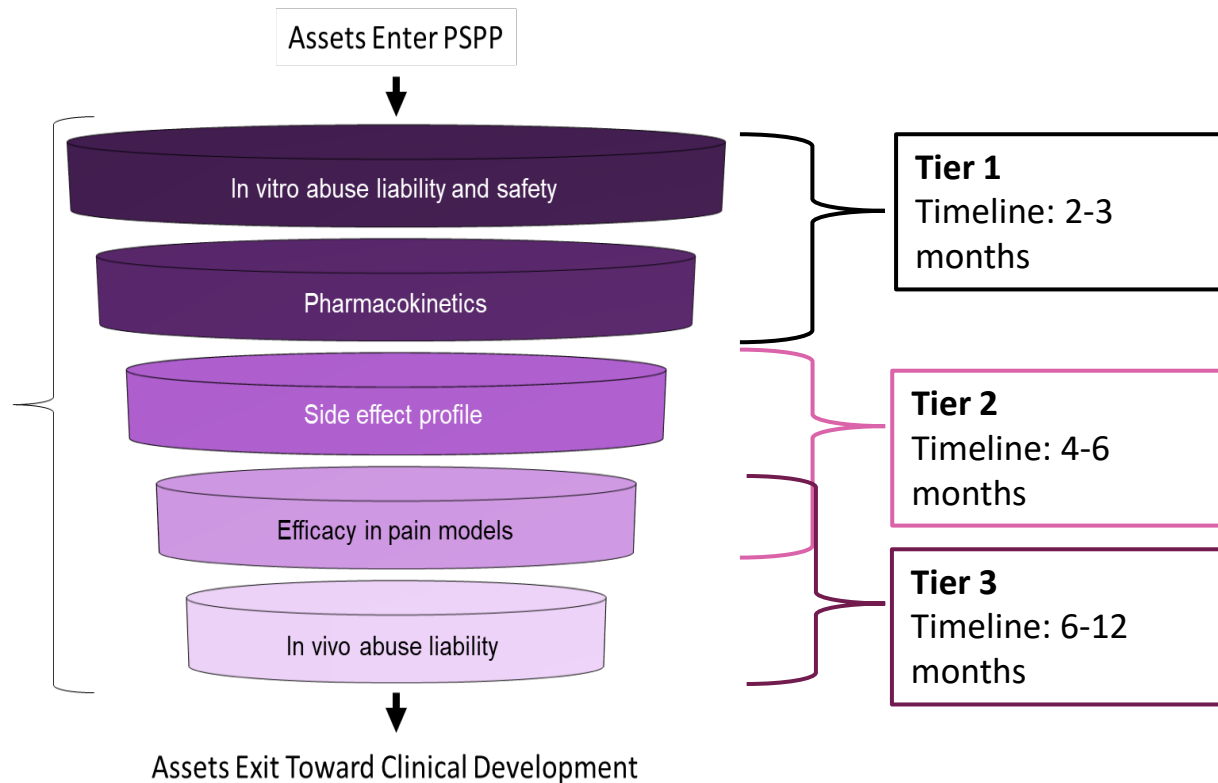 Assets Enter PSPP
In vitro abuse liability and safety
Pharmacokinetics
Side effect profile
Efficacy in pain models
In vivo abuse liability
Assets Exit Toward Clinical Development
Tier 1
Timeline: 2-3
months
Tier 2
Timeline: 4-6
months
Tier 3
Timeline: 6-12
months